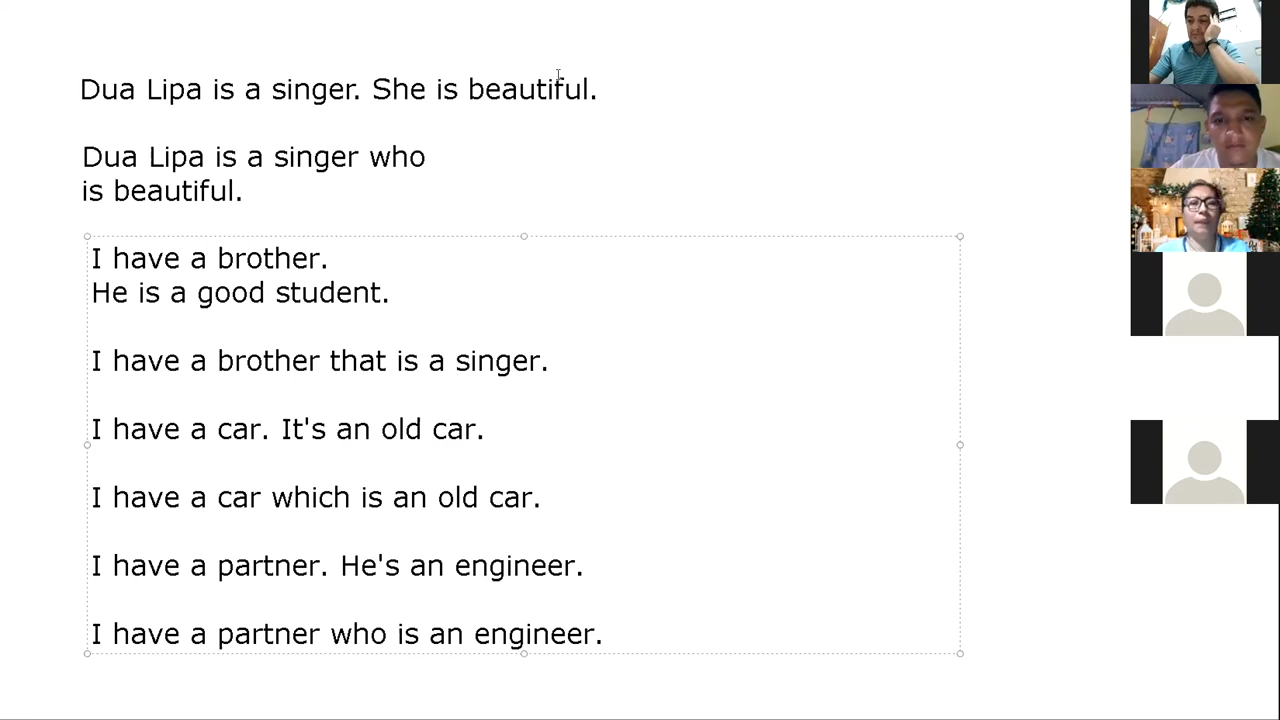 Dua Lipa is a singer. She is beautiful.
Dua Lipa is a singer who
is beautiful.
I have a brother.
He is a good student.
I have a brother that is a singer.
I have a car. It's an old car.
I have a car which is an old car.
I have a partner. He's an engineer.
I have a partner who is an engineer.